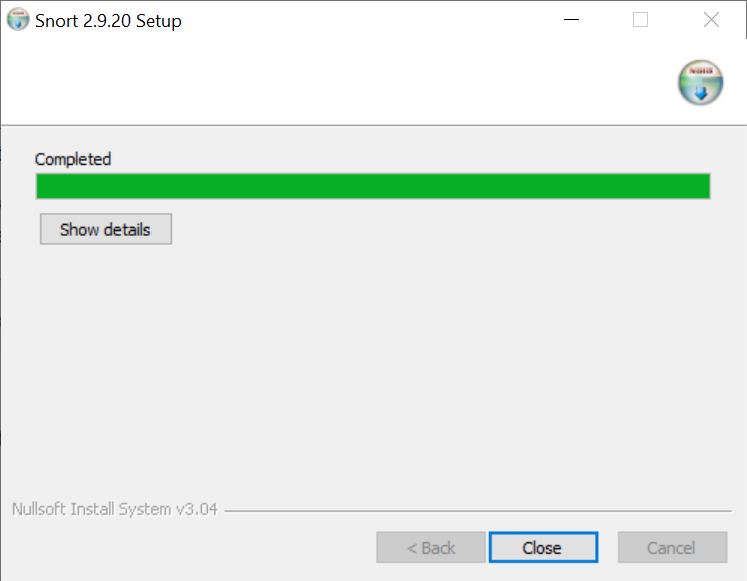 Snort 2.9.20 Setup
Completed
Show details
Nullsoft Install System v3.04
< Back
Close
Cancel